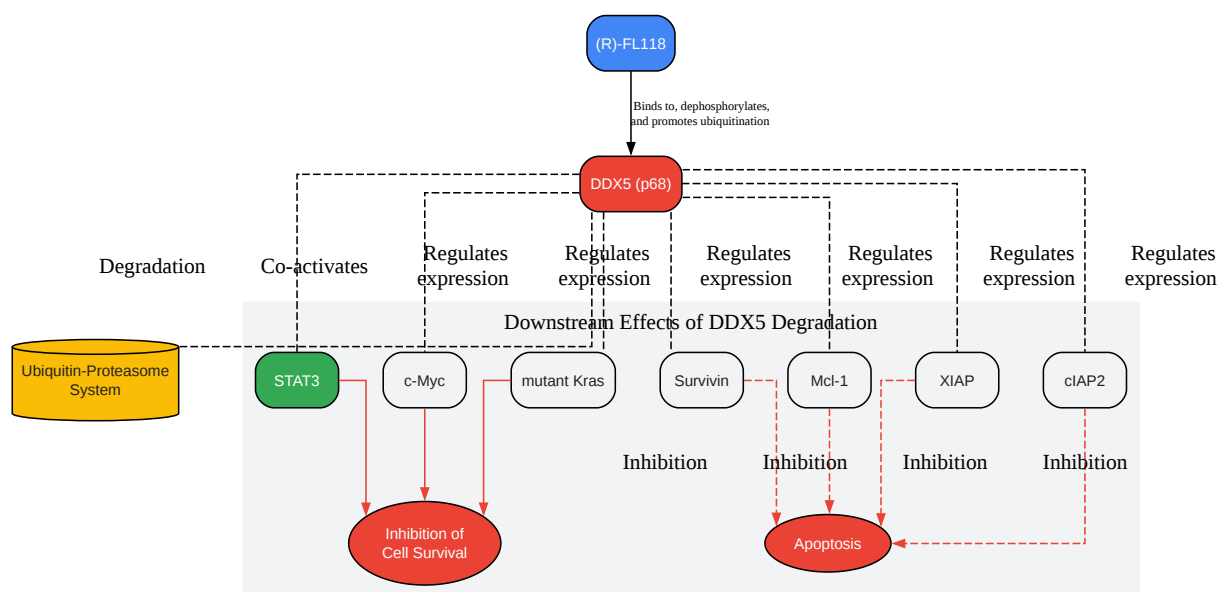 (R)-FL118
Binds to, dephosphorylates,
and promotes ubiquitination
DDX5 (p68)
Degradation
Co-activates
Regulates
expression
Regulates
expression
Regulates
expression
Regulates
expression
Regulates
expression
Regulates
expression
Downstream Effects of DDX5 Degradation
Ubiquitin-Proteasome
System
STAT3
c-Myc
mutant Kras
Survivin
Mcl-1
XIAP
cIAP2
Inhibition
Inhibition
Inhibition
Inhibition
Inhibition of
Cell Survival
Apoptosis